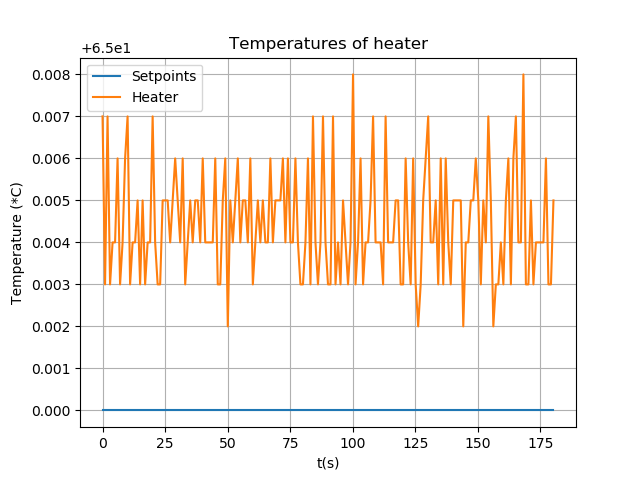 Temperatures of heater
+6.5e1
Setpoints
Heater
Temperature (*C)
0.008
0.007
0.006
0.005
0.004
0.003
0.002
0.001
0.000
0 25 50 75 100 125 150 175
t(s)